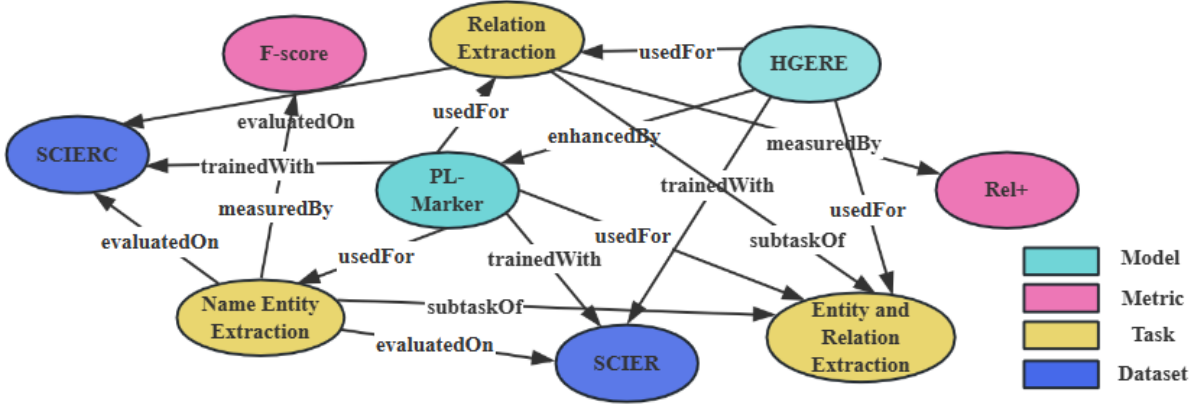 Relation
Extraction
F-score
usedFor
HGERE
usedFor
evaluatedOn
enhancedBy
measuredBy
SCIERC
trainedWith
PL-
Marker
trainedWith
Rel+
measuredBy
usedFor
evaluatedOn
usedFor
subtaskOf
usedFor
trainedWith
Model
Metric
Name Entity
Extraction
subtaskOf
Entity and
Relation
Extraction
Task
evaluatedOn
SCIER
Dataset